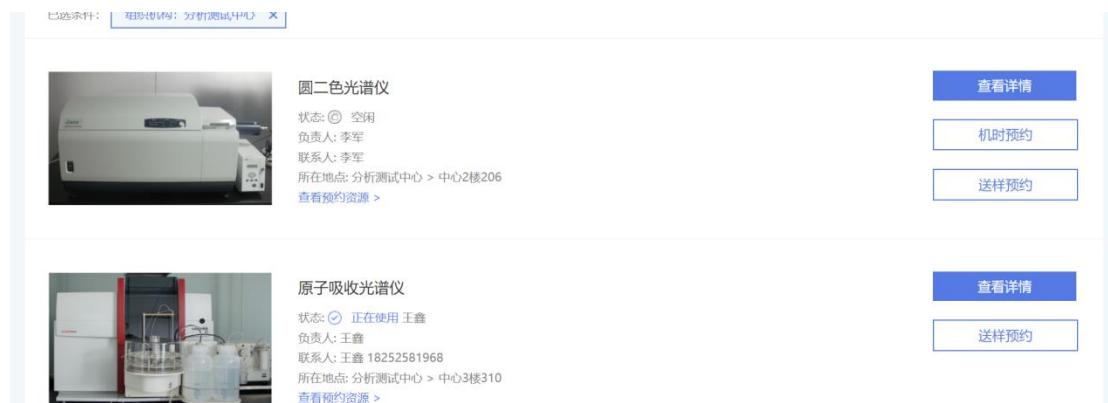 已选条件: 组织机构: 分析测试中心 ×
圆二色光谱仪
状态: 空闲
负责人: 李军
联系人: 李军
所在地点: 分析测试中心 > 中心2楼206
查看预约资源 >
查看详情
机时预约
送样预约
原子吸收光谱仪
状态: 正在使用 王鑫
负责人: 王鑫
联系人: 王鑫 18252581968
所在地点: 分析测试中心 > 中心3楼310
查看预约资源 >
查看详情
送样预约